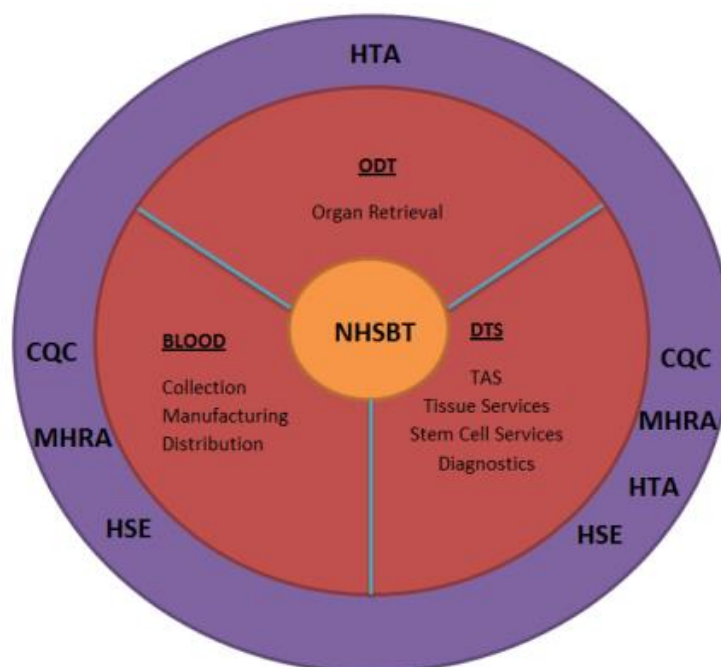 HTA
ODT
Organ Retrieval
NHSBT
BLOOD
Collection
Manufacturing
Distribution
DTS
TAS
Tissue Services
Stem Cell Services
Diagnostics
CQC
MHRA
HSE
CQC
MHRA
HTA
HSE